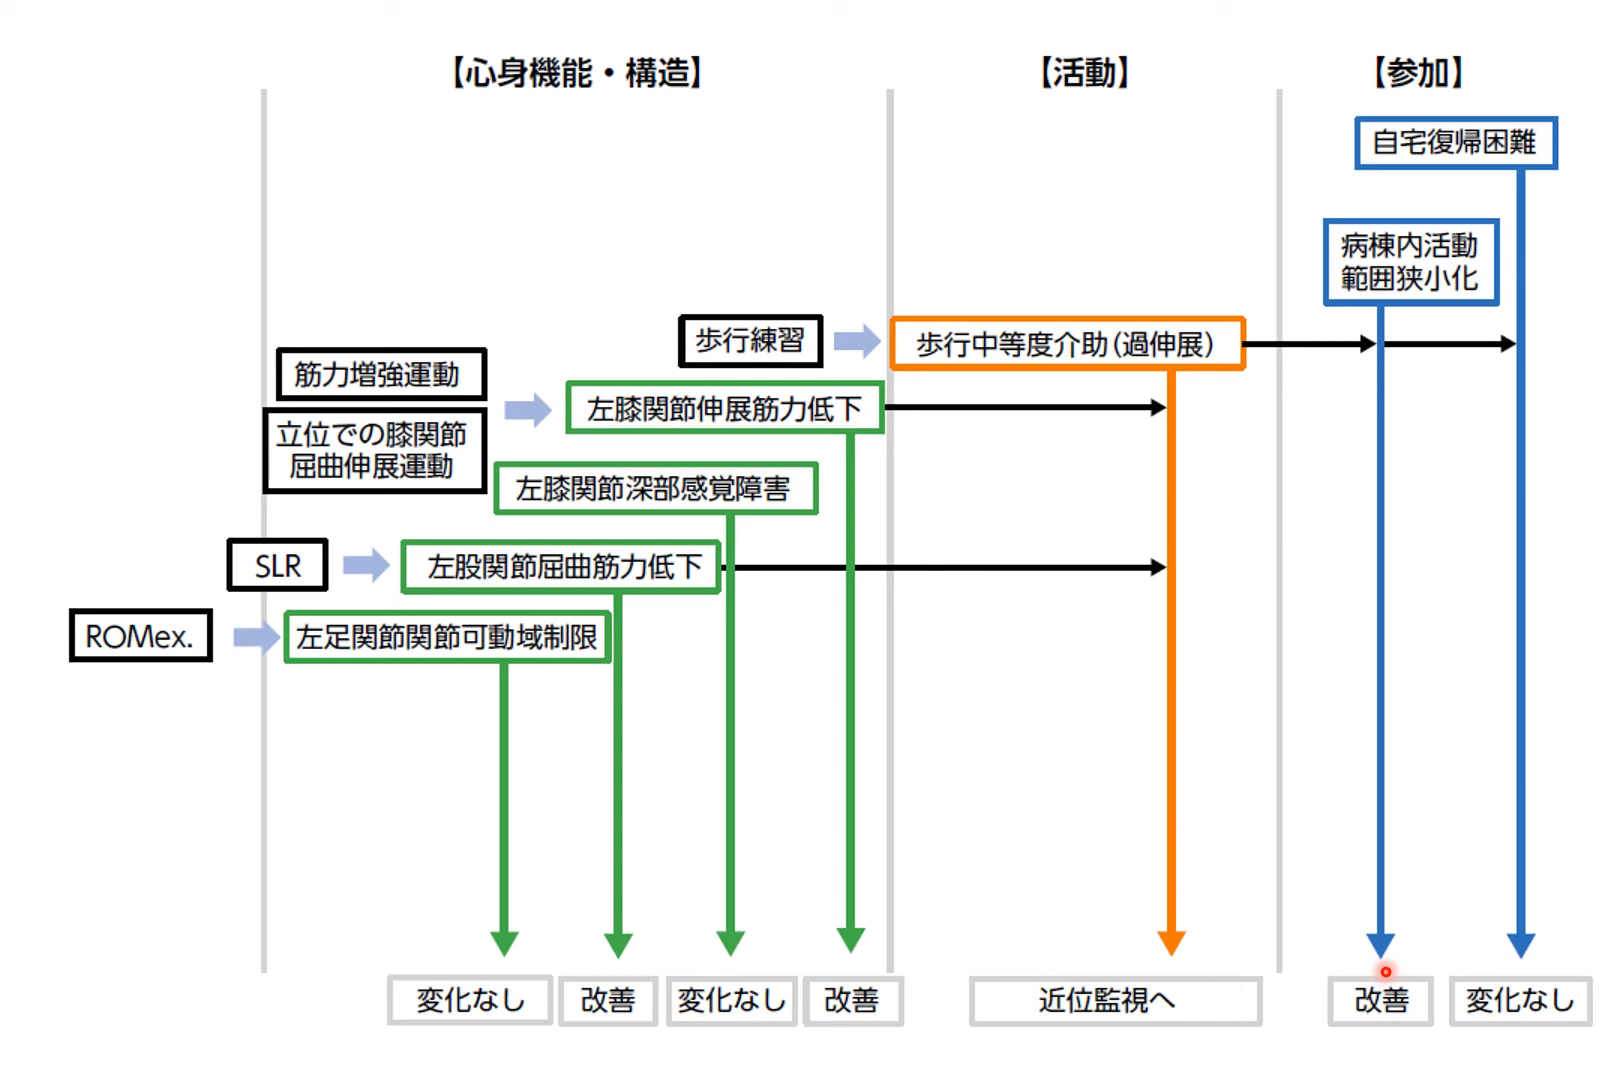 【心身機能・構造】
【活動】
【参加】
自宅復帰困難
病棟内活動
範囲狭小化
歩行練習
歩行中等度介助(過伸展)
筋力増強運動
左膝関節伸展筋力低下
立位での膝関節
屈曲伸展運動
左膝関節深部感覚障害
SLR
左股関節屈曲筋力低下
ROMex.
左足関節関節可動域制限
変化なし
改善
変化なし
改善
近位監視へ
改善
変化なし